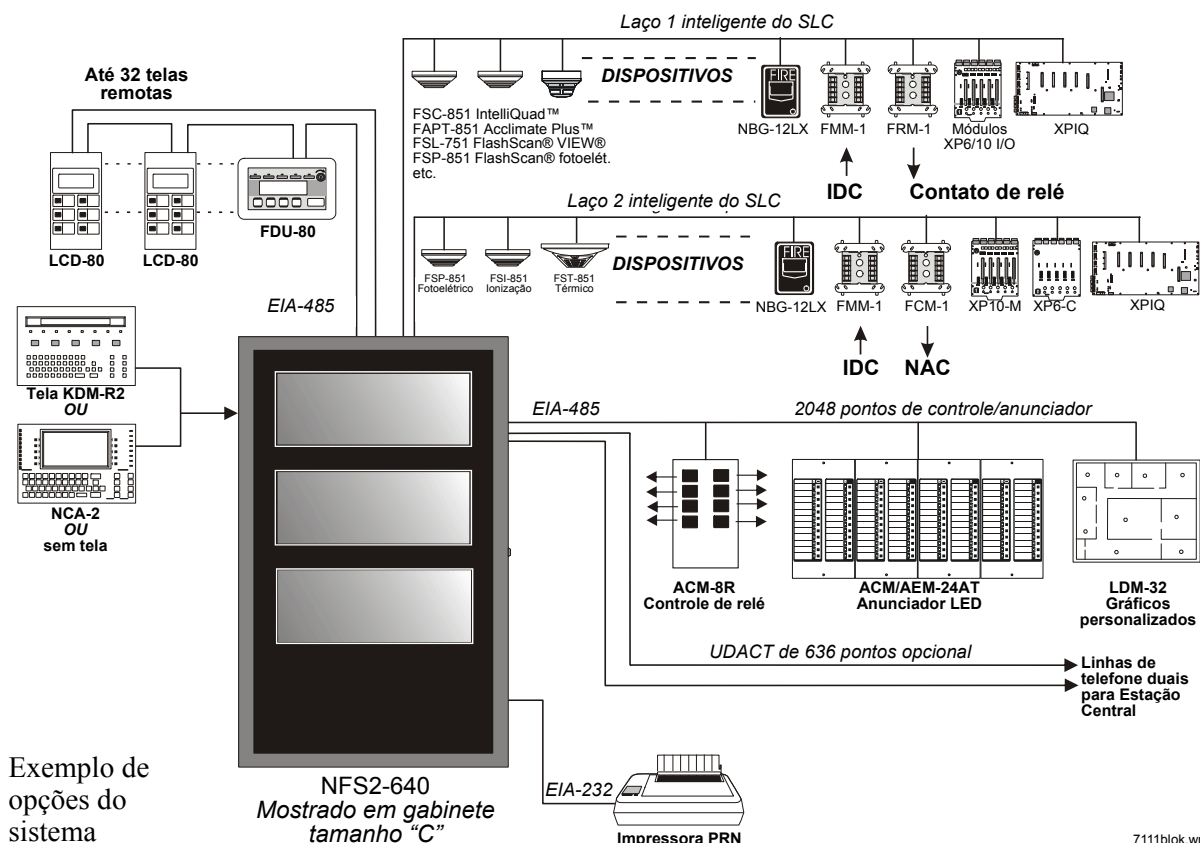 Laço 1 inteligente do SLC
Até 32 telas
remotas
DISPOSITIVOS
FIRE
FSC-851 IntelliQuad™
FAPT-851 Acclimate Plus™
FSL-751 FlashScan® VIEW®
FSP-851 FlashScan® fotoelét.
etc.
NBG-12LX
FMM-1
FRM-1
Módulos
XP6/10 I/O
XPIQ
IDC
Contato de relé
LCD-80
LCD-80
FDU-80
Laço 2 inteligente do SLC
FSP-851
Fotoelétrico
FSI-851
Ionização
FST-851
Térmico
DISPOSITIVOS
FIRE
NBG-12LX
FMM-1
FCM-1
XP10-M
XP6-C
XPIQ
IDC
NAC
EIA-485
Tela KDM-R2
OU
NCA-2
OU
sem tela
EIA-485
2048 pontos de controle/anunciador
ACM-8R
Controle de relé
ACM/AEM-24AT
Anunciador LED
LDM-32
Gráficos
personalizados
UDACT de 636 pontos opcional
Linhas de
telefone duais
para Estação
Central
Exemplo de
opções do
sistema
NFS2-640
Mostrado em gabinete
tamanho “C”
EIA-232
Impressora PRN